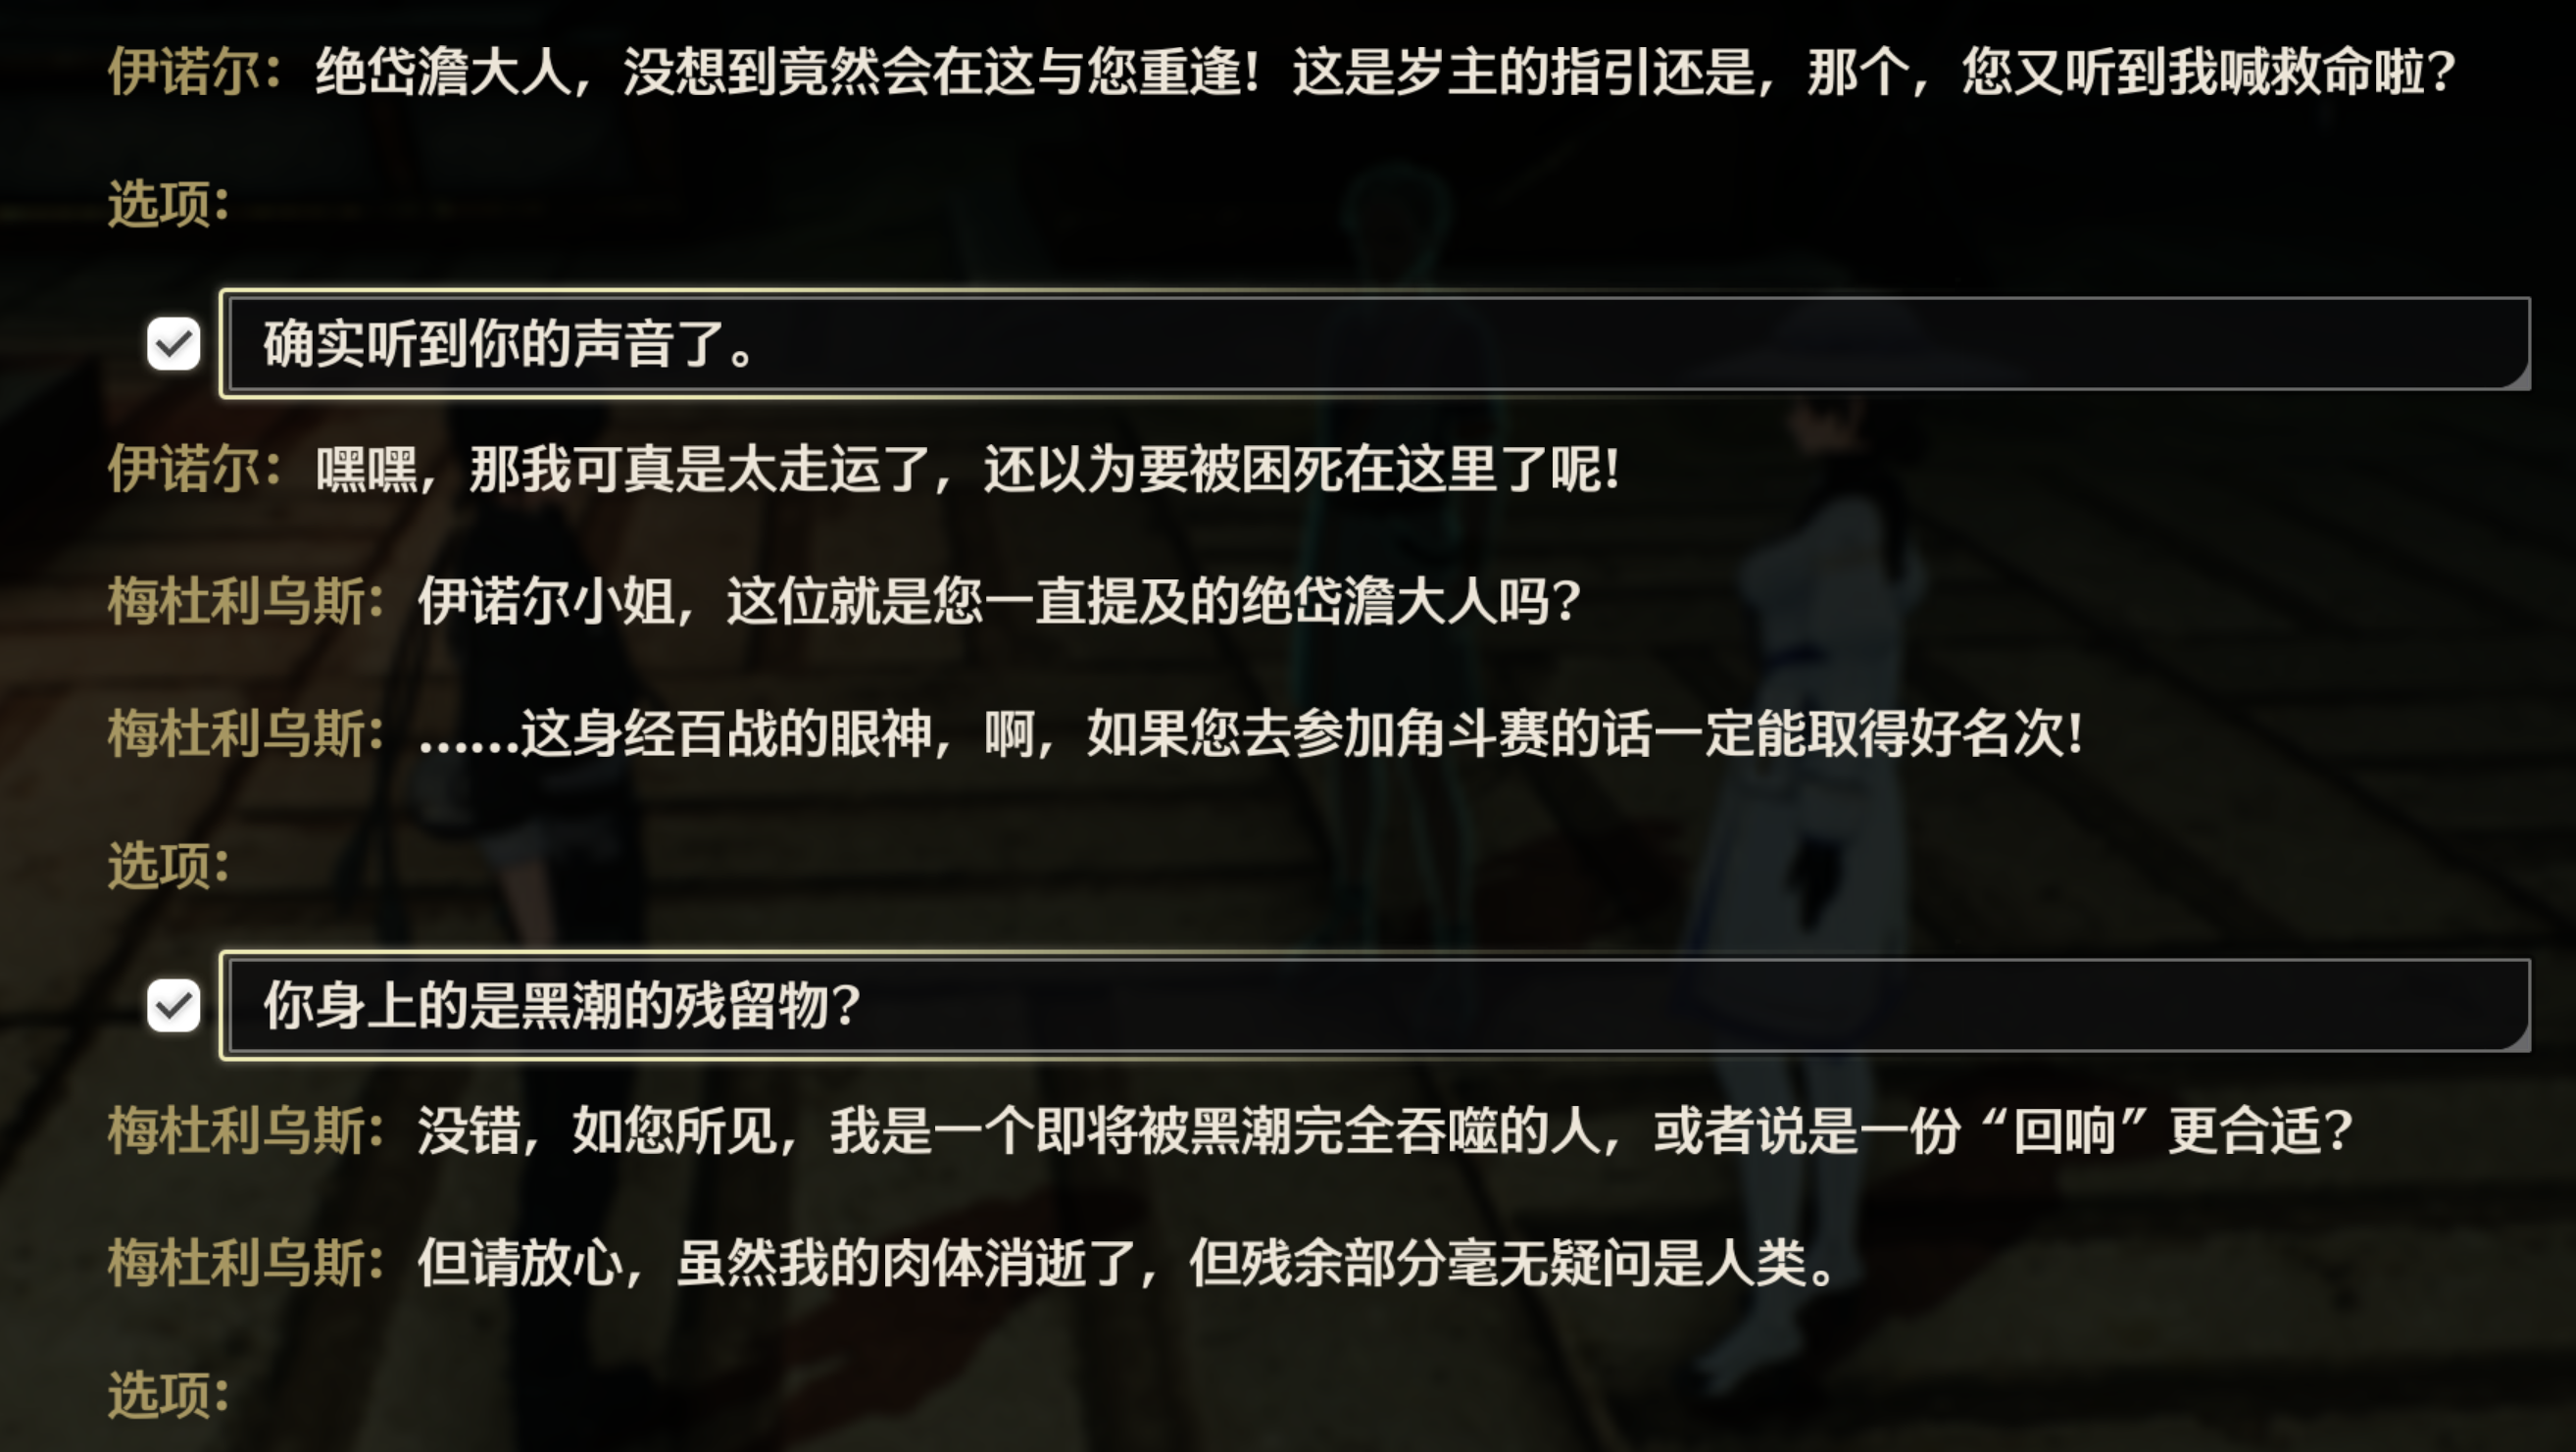 伊诺尔：绝岱澹大人，没想到竟然会在这与您重逢！这是岁主的指引还是，那个，您又听到我喊救命啦？
选项：
确实听到你的声音了。
伊诺尔：嘿嘿，那我可真是太走运了，还以为要被困死在这里了呢！
梅杜利乌斯：伊诺尔小姐，这位就是您一直提及的绝岱澹大人吗？
梅杜利乌斯：……这身经百战的眼神，啊，如果您去参加角斗赛的话一定能取得好名次！
选项：
你身上的是黑潮的残留物？
梅杜利乌斯：没错，如您所见，我是一个即将被黑潮完全吞噬的人，或者说是一份“回响”更合适？
梅杜利乌斯：但请放心，虽然我的肉体消逝了，但残余部分毫无疑问是人类。
选项：